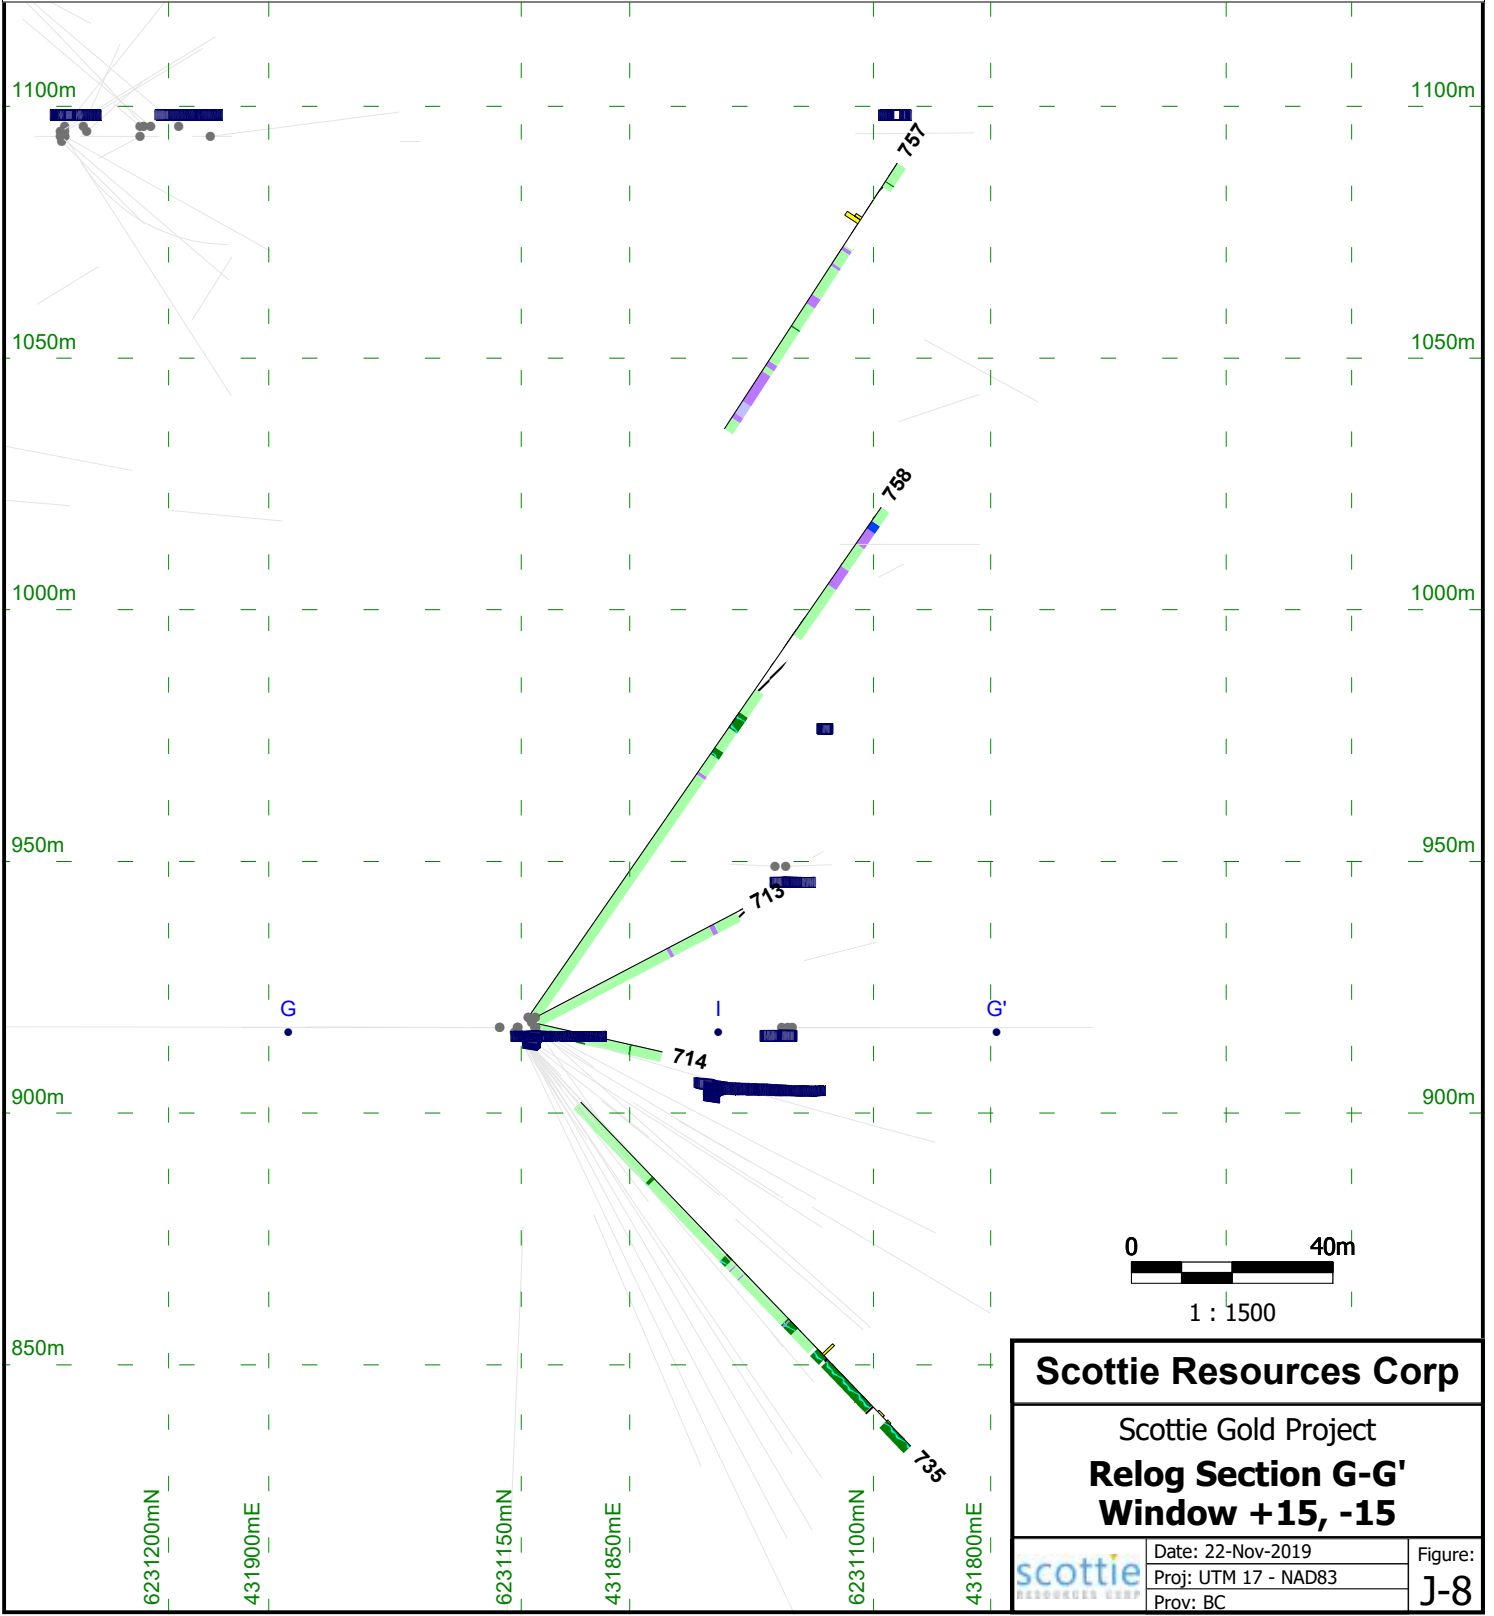 1100m
1100m
757
1050m
1050m
758
1000m
1000m
950m
950m
713
G
I
G'
714
900m
900m
0
40m
1 : 1500
850m
850m
735
6231200mN
431900mE
6231150mN
431850mE
6231100mN
431800mE
Scottie Resources Corp
Scottie Gold Project
Relog Section G-G'
Window +15, -15
scottie
RESOURCES CORP
Date: 22-Nov-2019
Proj: UTM 17 - NAD83
Prov: BC
Figure:
J-8